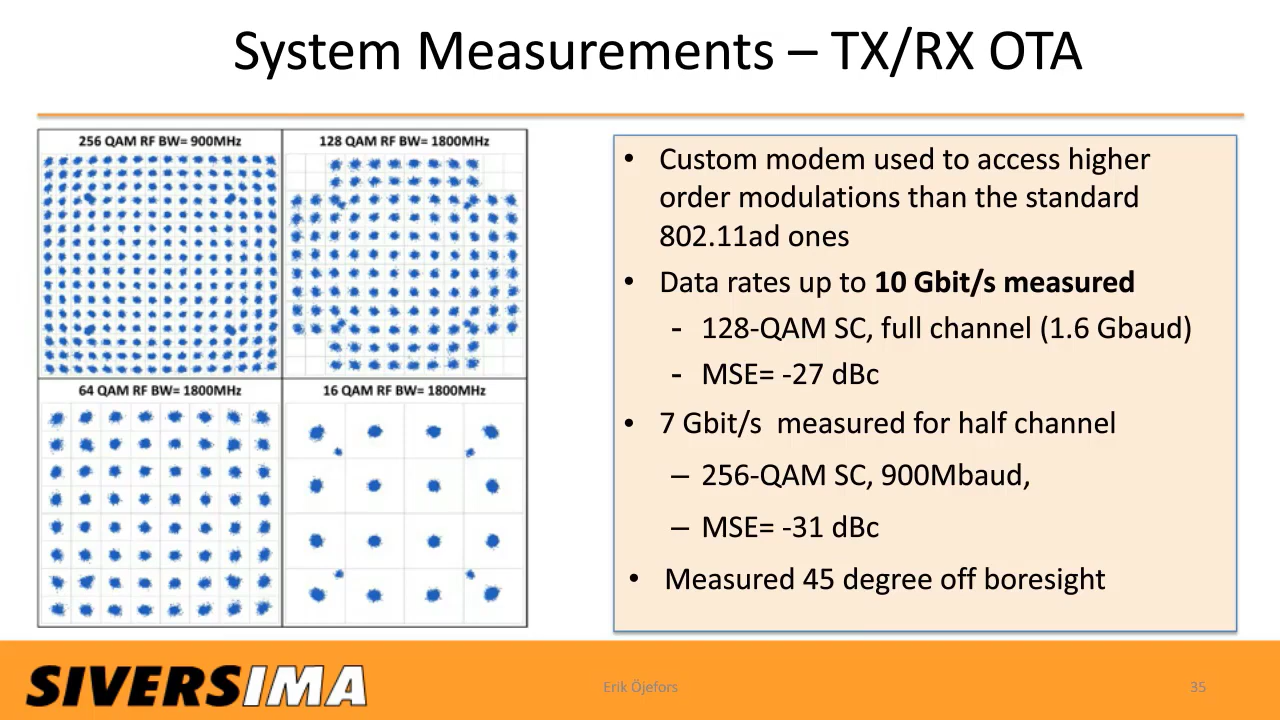 System Measurements – TX/RX OTA
256 QAM RF BW= 900MHz
128 QAM RF BW= 1800MHz
64 QAM RF BW= 1800MHz
16 QAM RF BW= 1800MHz
• Custom modem used to access higher
order modulations than the standard
802.11ad ones
• Data rates up to 10 Gbit/s measured
- 128-QAM SC, full channel (1.6 Gbaud)
- MSE= -27 dBc
• 7 Gbit/s  measured for half channel
– 256-QAM SC, 900Mbaud,
– MSE= -31 dBc
• Measured 45 degree off boresight
SIVERSIMA
Erik Öjefors
35